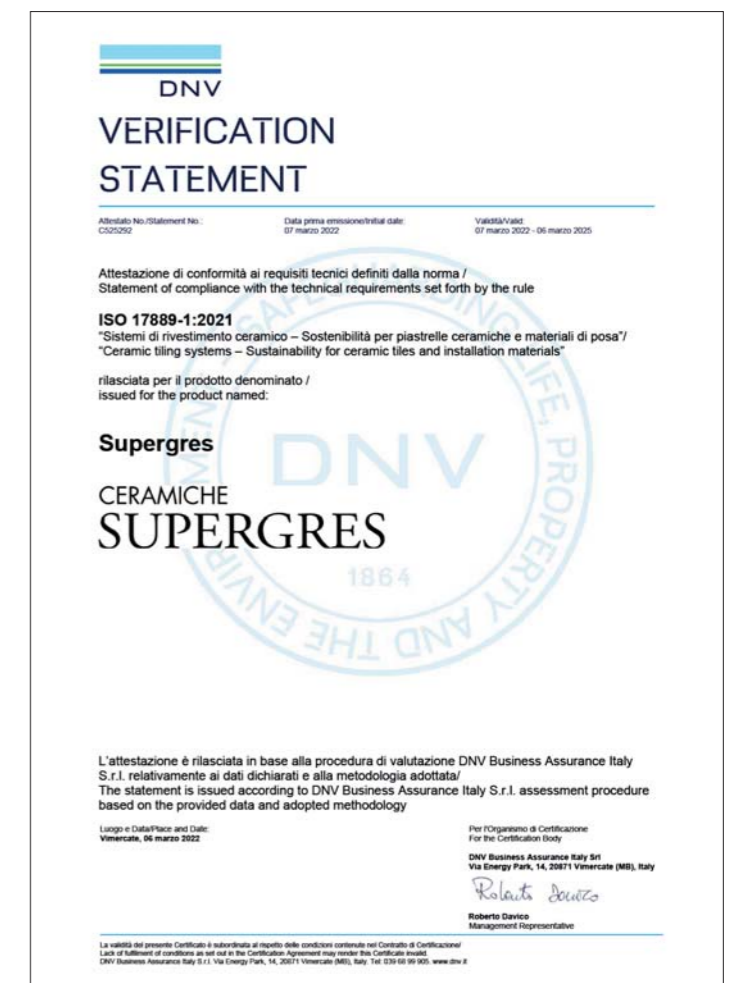 DNV
VERIFICATION
STATEMENT
Attestato No./Statement No.:
C525292
Data prima emissione/Initial date:
07 marzo 2022
Validità/Valid:
07 marzo 2022 - 06 marzo 2025
Attestazione di conformità ai requisiti tecnici definiti dalla norma /
Statement of compliance with the technical requirements set forth by the rule
ISO 17889-1:2021
"Sistemi di rivestimento ceramico – Sostenibilità per piastrelle ceramiche e materiali di posa"/
"Ceramic tiling systems – Sustainability for ceramic tiles and installation materials"
rilasciata per il prodotto denominato /
issued for the product named:
Supergres
CERAMICHE
SUPERGRES
DNV
1864
SAFEGUARDING LIFE, PROPERTY AND THE ENVIRONMENT
L'attestazione è rilasciata in base alla procedura di valutazione DNV Business Assurance Italy
S.r.l. relativamente ai dati dichiarati e alla metodologia adottata/
The statement is issued according to DNV Business Assurance Italy S.r.l. assessment procedure
based on the provided data and adopted methodology
Luogo e Data/Place and Date:
Vimercate, 06 marzo 2022
Per l'Organismo di Certificazione
For the Certification Body
DNV Business Assurance Italy Srl
Via Energy Park, 14, 20871 Vimercate (MB), Italy
Roberto Davico
Roberto Davico
Management Representative
La validità del presente Certificato è subordinata al rispetto delle condizioni contenute nel Contratto di Certificazione/
Lack of fulfilment of conditions as set out in the Certification Agreement may render this Certificate invalid.
DNV Business Assurance Italy S.r.l. Via Energy Park, 14, 20871 Vimercate (MB), Italy. Tel: 039 68 99 905. www.dnv.it